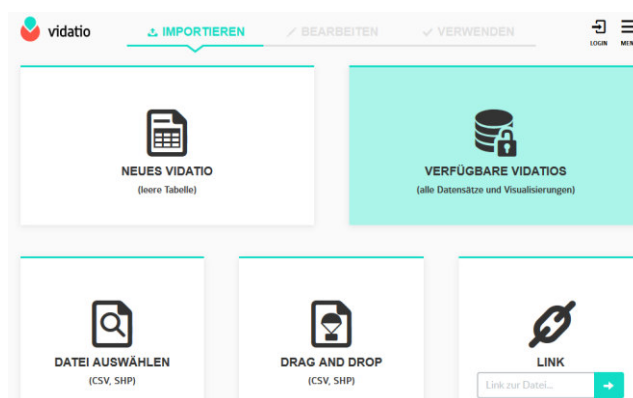 vidatio
IMPORTIEREN
BEARBEITEN
VERWENDEN
LOGIN
NEUES VIDATIO
(leere Tabelle)
VERFÜGBARE VIDATIOS
(alle Datensätze und Visualisierungen)
DATEI AUSWÄHLEN
(CSV, SHP)
DRAG AND DROP
(CSV, SHP)
LINK
Link zur Datei...